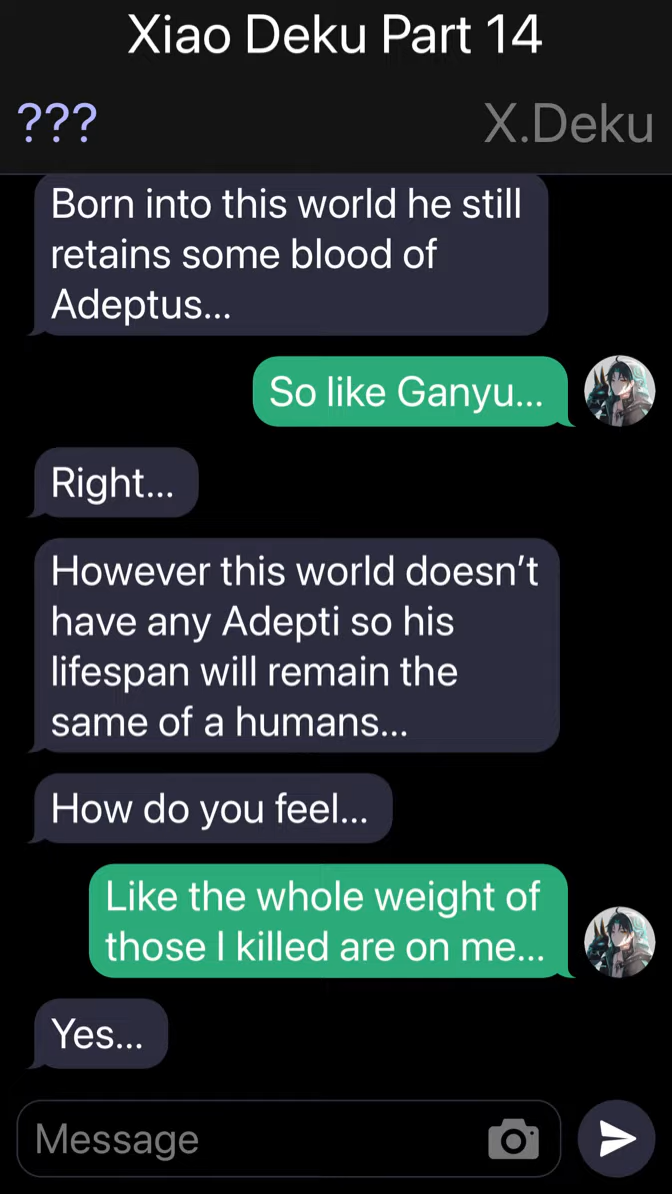 Xiao Deku Part 14
???
X.Deku
Born into this world he still
retains some blood of
Adeptus...
So like Ganyu...
Right...
However this world doesn’t
have any Adepti so his
lifespan will remain the
same of a humans...
How do you feel...
Like the whole weight of
those I killed are on me...
Yes...
Message